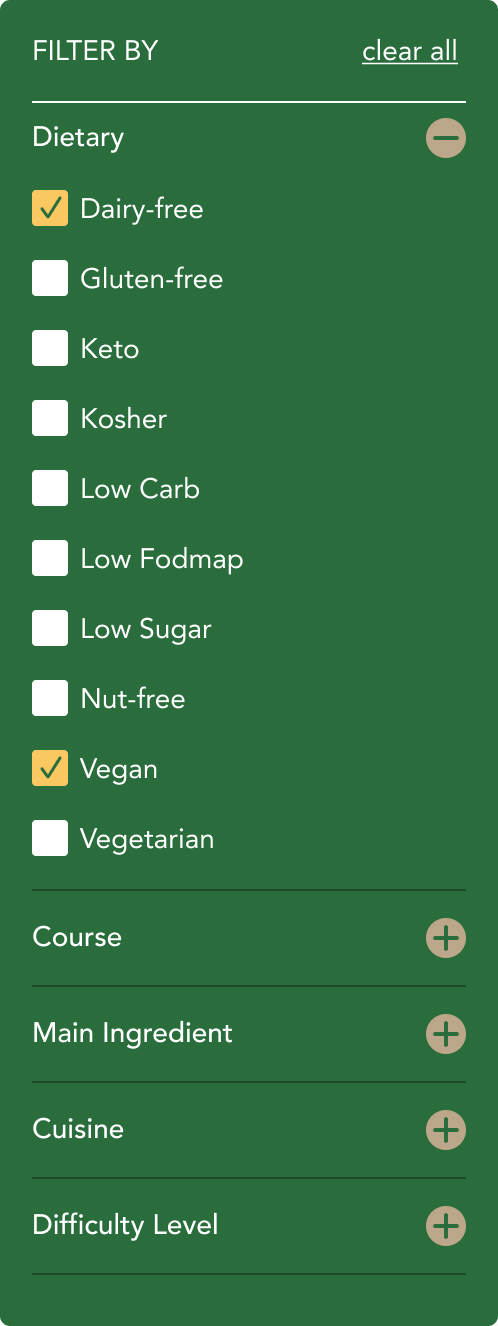 FILTER BY clear all
Dietary
Dairy-free
Gluten-free
Keto
Kosher
Low Carb
Low Fodmap
Low Sugar
Nut-free
Vegan
Vegetarian
Course
Main Ingredient
Cuisine
Difficulty Level